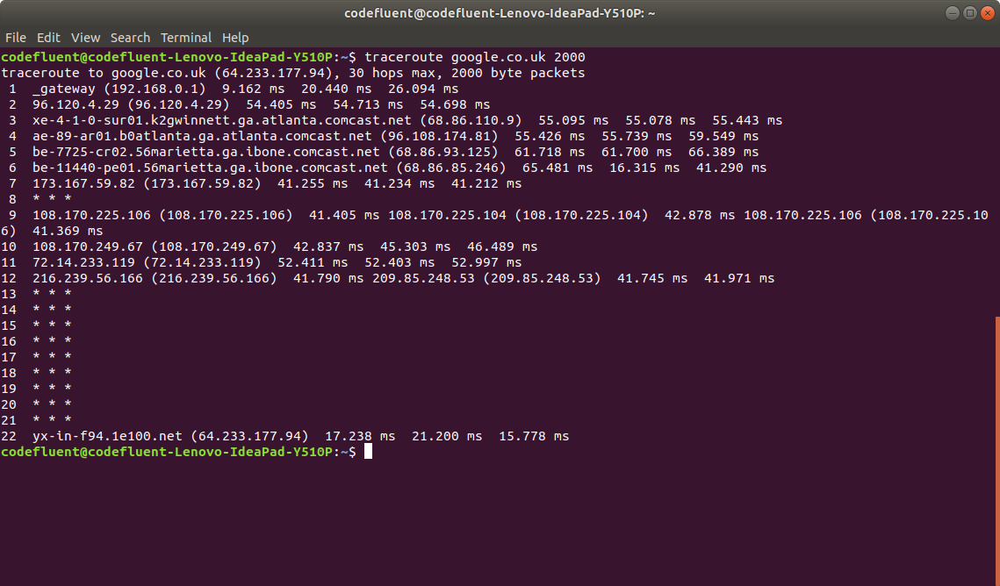 codefluent@codefluent-Lenovo-IdeaPad-Y510P: ~
File Edit View Search Terminal Help
codefluent@codefluent-Lenovo-IdeaPad-Y510P:~$ traceroute google.co.uk 2000
traceroute to google.co.uk (64.233.177.94), 30 hops max, 2000 byte packets
 1  _gateway (192.168.0.1)  9.162 ms  20.440 ms  26.094 ms
 2  96.120.4.29 (96.120.4.29)  54.405 ms  54.713 ms  54.698 ms
 3  xe-4-1-0-sur01.k2gwinnett.ga.atlanta.comcast.net (68.86.110.9)  55.095 ms  55.078 ms  55.443 ms
 4  ae-89-ar01.b0atlanta.ga.atlanta.comcast.net (96.108.174.81)  55.426 ms  55.739 ms  59.549 ms
 5  be-7725-cr02.56marietta.ga.ibone.comcast.net (68.86.93.125)  61.718 ms  61.700 ms  66.389 ms
 6  be-11440-pe01.56marietta.ga.ibone.comcast.net (68.86.85.246)  65.481 ms  16.315 ms  41.290 ms
 7  173.167.59.82 (173.167.59.82)  41.255 ms  41.234 ms  41.212 ms
 8  * * *
 9  108.170.225.106 (108.170.225.106)  41.405 ms 108.170.225.104 (108.170.225.104)  42.878 ms 108.170.225.106 (108.170.225.10
6)  41.369 ms
10  108.170.249.67 (108.170.249.67)  42.837 ms  45.303 ms  46.489 ms
11  72.14.233.119 (72.14.233.119)  52.411 ms  52.403 ms  52.997 ms
12  216.239.56.166 (216.239.56.166)  41.790 ms 209.85.248.53 (209.85.248.53)  41.745 ms  41.971 ms
13  * * *
14  * * *
15  * * *
16  * * *
17  * * *
18  * * *
19  * * *
20  * * *
21  * * *
22  yx-in-f94.1e100.net (64.233.177.94)  17.238 ms  21.200 ms  15.778 ms
codefluent@codefluent-Lenovo-IdeaPad-Y510P:~$